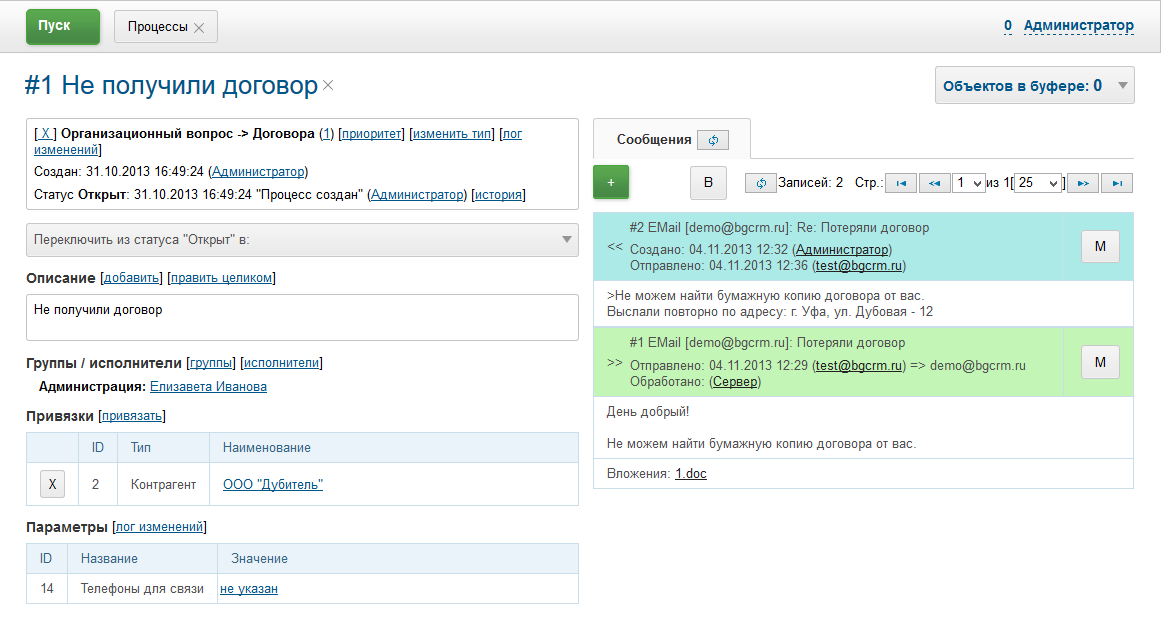 Пуск
Процессы
0 Администратор
#1 Не получили договор
Объектов в буфере: 0
[ X ] Организационный вопрос -> Договора (1) [приоритет] [изменить тип] [лог
изменений]
Создан: 31.10.2013 16:49:24 (Администратор)
Статус Открыт: 31.10.2013 16:49:24 "Процесс создан" (Администратор) [история]
Переключить из статуса "Открыт" в:
Описание [добавить] [править целиком]
Не получили договор
Группы / исполнители [группы] [исполнители]
Администрация: Елизавета Иванова
Привязки [привязать]
ID Тип Наименование
X 2 Контрагент ООО "Дубитель"
Параметры [лог изменений]
ID Название Значение
14 Телефоны для связи не указан
Сообщения
+ В Записей: 2 Стр.: 1 из 1[ 25 ]
#2 EMail [demo@bgcrm.ru]: Re: Потеряли договор
<< Создано: 04.11.2013 12:32 (Администратор)
Отправлено: 04.11.2013 12:36 (test@bgcrm.ru)
М
>Не можем найти бумажную копию договора от вас.
Выслали повторно по адресу: г. Уфа, ул. Дубовая - 12
#1 EMail [demo@bgcrm.ru]: Потеряли договор
>> Отправлено: 04.11.2013 12:29 (test@bgcrm.ru) => demo@bgcrm.ru
Обработано: (Сервер)
М
День добрый!
Не можем найти бумажную копию договора от вас.
Вложения: 1.doc